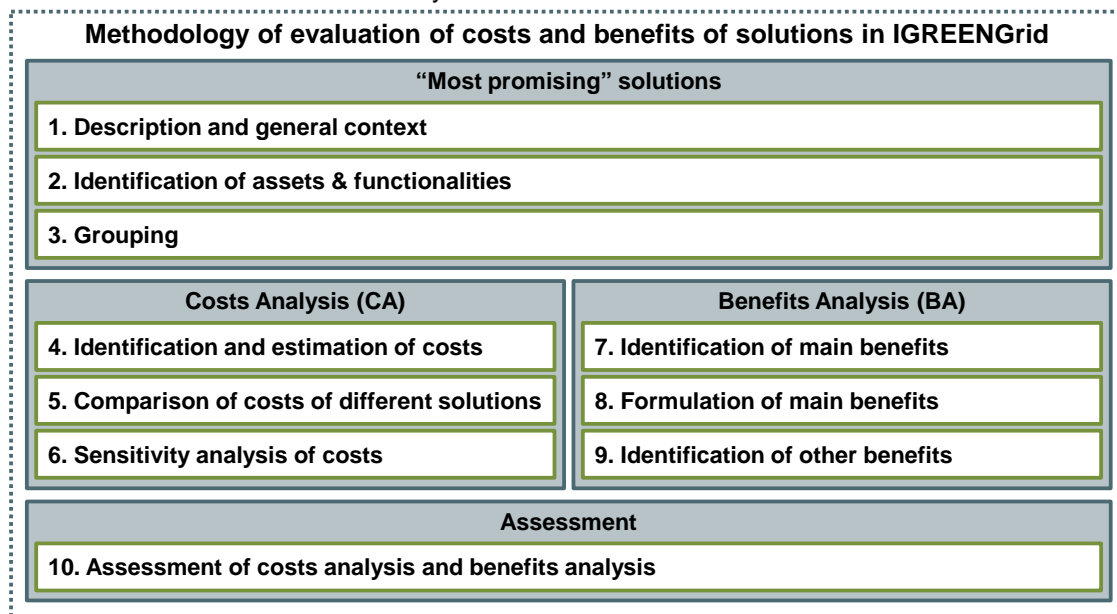 Methodology of evaluation of costs and benefits of solutions in IGREENGrid
“Most promising” solutions
1. Description and general context
2. Identification of assets & functionalities
3. Grouping
Costs Analysis (CA)
4. Identification and estimation of costs
5. Comparison of costs of different solutions
6. Sensitivity analysis of costs
Benefits Analysis (BA)
7. Identification of main benefits
8. Formulation of main benefits
9. Identification of other benefits
Assessment
10. Assessment of costs analysis and benefits analysis